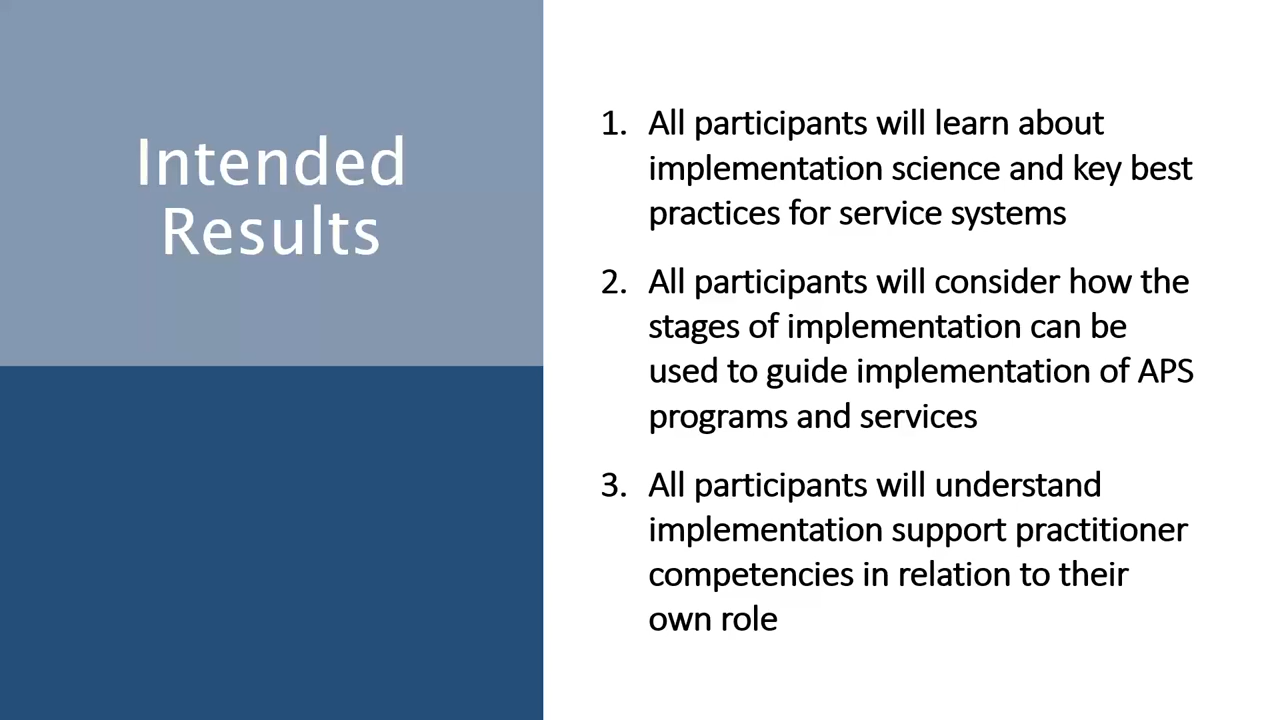 Intended
Results
1. All participants will learn about
implementation science and key best
practices for service systems
2. All participants will consider how the
stages of implementation can be
used to guide implementation of APS
programs and services
3. All participants will understand
implementation support practitioner
competencies in relation to their
own role